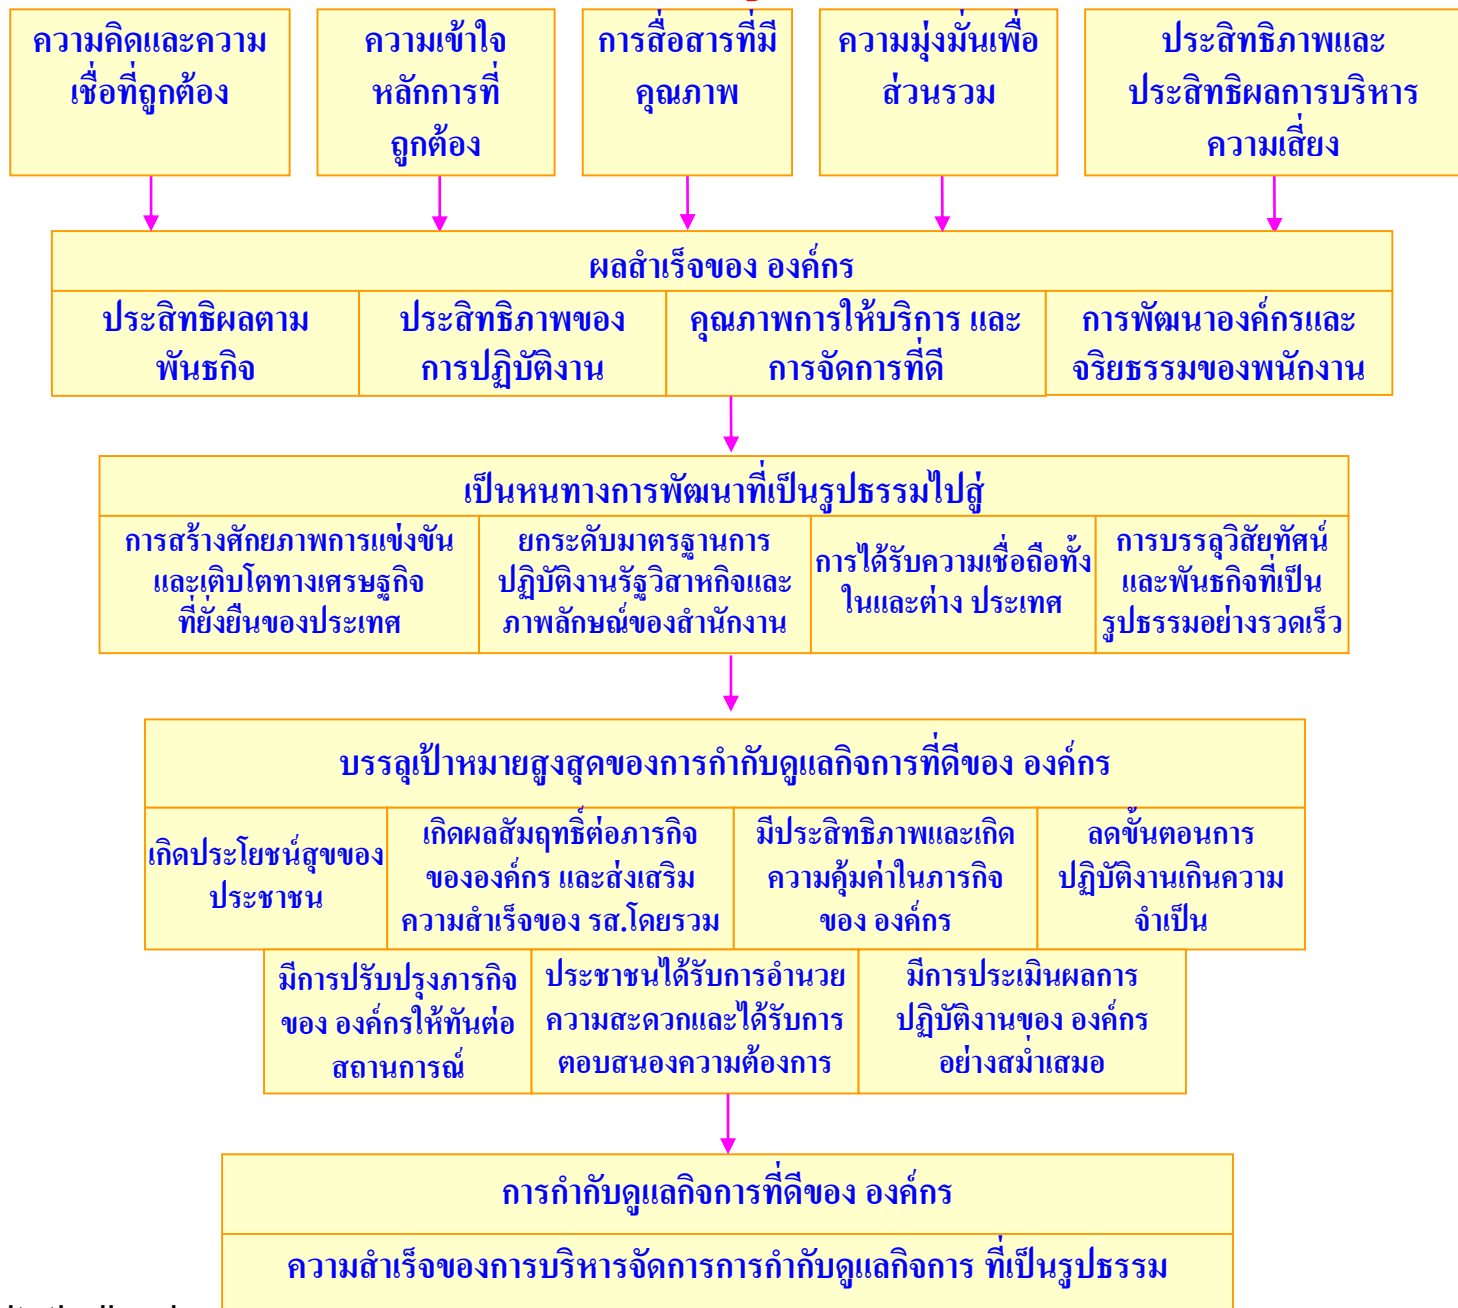 ความคิดและความ
เชื่อที่ถูกต้อง
ความเข้าใจ
หลักการที่
ถูกต้อง
การสื่อสารที่มี
คุณภาพ
ความมุ่งมั่นเพื่อ
ส่วนรวม
ประสิทธิภาพและ
ประสิทธิผลการบริหาร
ความเสี่ยง
ผลสำเร็จของ องค์กร
ประสิทธิผลตาม
พันธกิจ
ประสิทธิภาพของ
การปฏิบัติงาน
คุณภาพการให้บริการ และ
การจัดการที่ดี
การพัฒนาองค์กรและ
จริยธรรมของพนักงาน
เป็นหนทางการพัฒนาที่เป็นรูปธรรมไปสู่
การสร้างศักยภาพการแข่งขัน
และเติบโตทางเศรษฐกิจ
ที่ยั่งยืนของประเทศ
ยกระดับมาตรฐานการ
ปฏิบัติงานรัฐวิสาหกิจและ
ภาพลักษณ์ของสำนักงาน
การได้รับความเชื่อถือทั้ง
ในและต่าง ประเทศ
การบรรลุวิสัยทัศน์
และพันธกิจที่เป็น
รูปธรรมอย่างรวดเร็ว
บรรลุเป้าหมายสูงสุดของการกำกับดูแลกิจการที่ดีของ องค์กร
เกิดประโยชน์สุขของ
ประชาชน
เกิดผลสัมฤทธิ์ต่อภารกิจ
ขององค์กร และส่งเสริม
ความสำเร็จของ รส.โดยรวม
มีประสิทธิภาพและเกิด
ความคุ้มค่าในภารกิจ
ของ องค์กร
ลดขั้นตอนการ
ปฏิบัติงานเกินความ
จำเป็น
มีการปรับปรุงภารกิจ
ของ องค์กรให้ทันต่อ
สถานการณ์
ประชาชนได้รับการอำนวย
ความสะดวกและได้รับการ
ตอบสนองความต้องการ
มีการประเมินผลการ
ปฏิบัติงานของ องค์กร
อย่างสม่ำเสมอ
การกำกับดูแลกิจการที่ดีของ องค์กร
ความสำเร็จของการบริหารจัดการการกำกับดูแลกิจการ ที่เป็นรูปธรรม